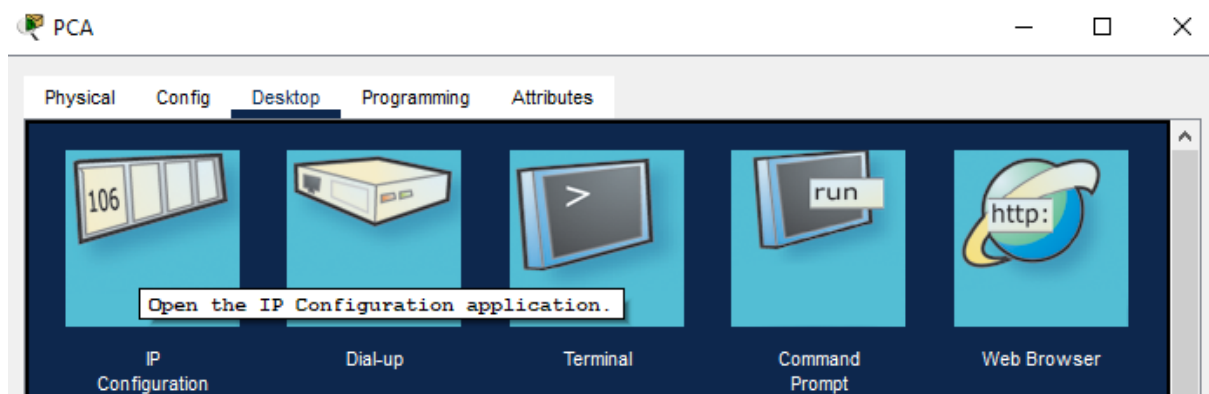 PCA
Physical Config Desktop Programming Attributes
106
>
run
http:
Open the IP Configuration application.
IP
Configuration
Dial-up
Terminal
Command
Prompt
Web Browser